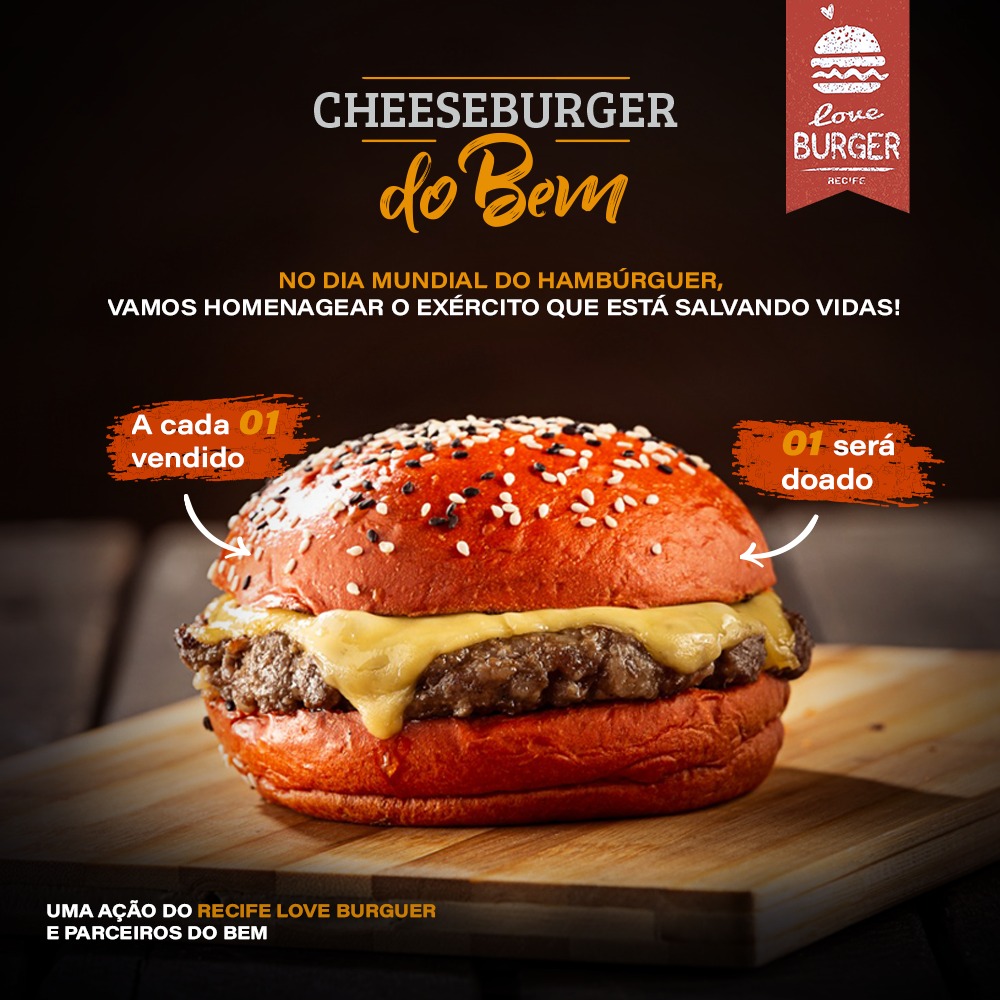 CHEESEBURGER
do Bem
love
BURGER
RECIFE
NO DIA MUNDIAL DO HAMBÚRGUER,
VAMOS HOMENAGEAR O EXÉRCITO QUE ESTÁ SALVANDO VIDAS!
A cada 01
vendido
01 será
doado
UMA AÇÃO DO RECIFE LOVE BURGUER
E PARCEIROS DO BEM